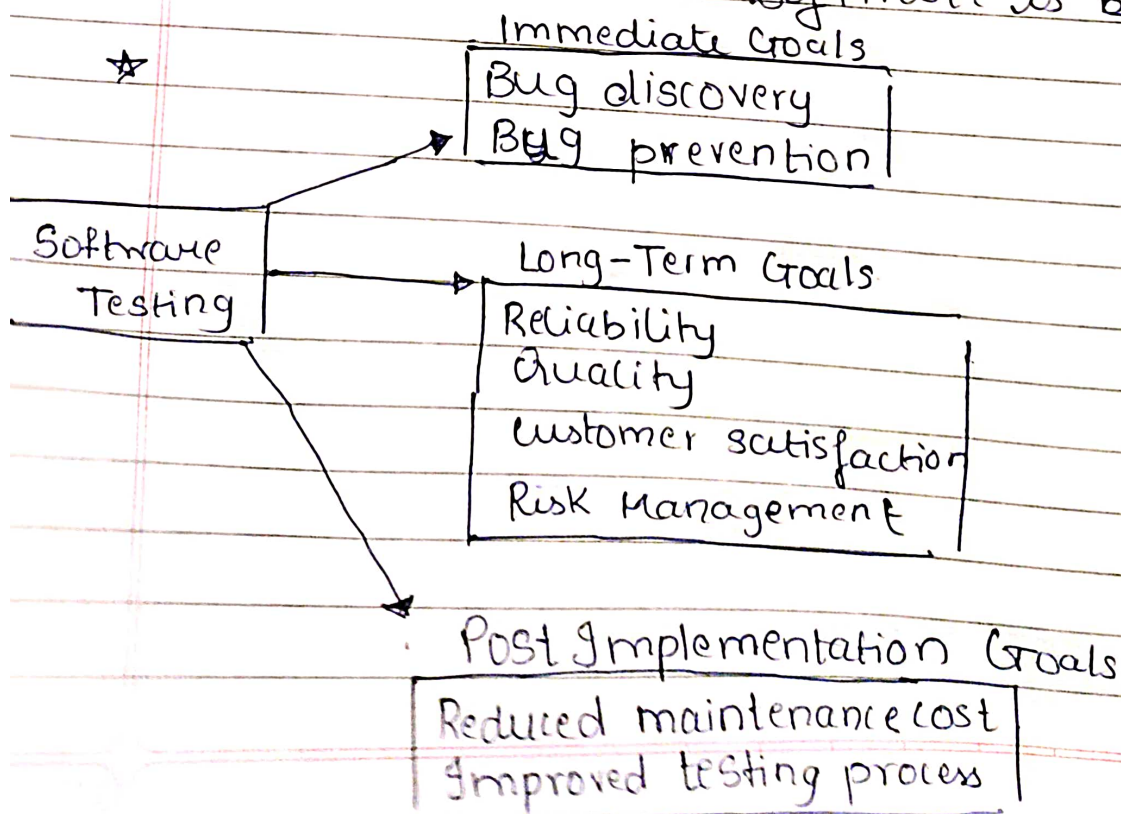 Immediate Goals
Bug discovery
Bug prevention
Software
Testing
Long-Term Goals
Reliability
Quality
customer satisfaction
Risk Management
Post Implementation Goals
Reduced maintenance cost
Improved testing process